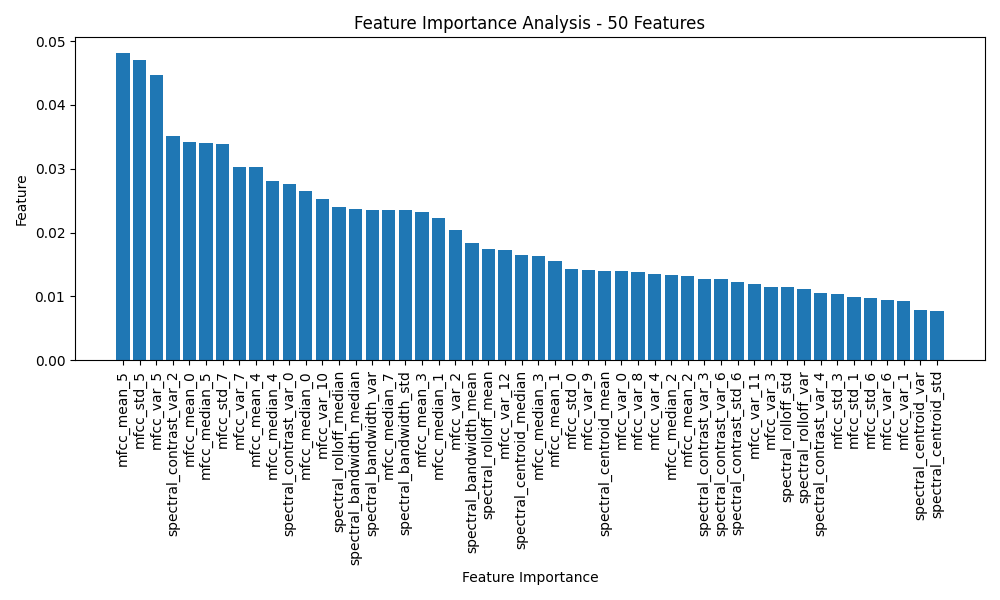 Feature Importance Analysis - 50 Features
0.05
0.04
0.03
0.02
0.01
0.00
Feature
mfcc_mean_5
mfcc_std_5
mfcc_var_5
spectral_contrast_var_2
mfcc_mean_0
mfcc_median_5
mfcc_std_7
mfcc_var_7
mfcc_mean_4
mfcc_median_4
spectral_contrast_var_0
mfcc_median_0
mfcc_var_10
spectral_rolloff_median
spectral_bandwidth_median
spectral_bandwidth_var
mfcc_median_7
spectral_bandwidth_std
mfcc_mean_3
mfcc_median_1
mfcc_var_2
spectral_bandwidth_mean
spectral_rolloff_mean
mfcc_var_12
spectral_centroid_median
mfcc_median_3
mfcc_mean_1
mfcc_std_0
mfcc_var_9
spectral_centroid_mean
mfcc_var_0
mfcc_var_8
mfcc_var_4
mfcc_median_2
mfcc_mean_2
spectral_contrast_var_3
spectral_contrast_var_6
spectral_contrast_std_6
mfcc_var_11
mfcc_var_3
spectral_rolloff_std
spectral_rolloff_var
spectral_contrast_var_4
mfcc_std_3
mfcc_std_1
mfcc_std_6
mfcc_var_6
mfcc_var_1
spectral_centroid_var
spectral_centroid_std
Feature Importance